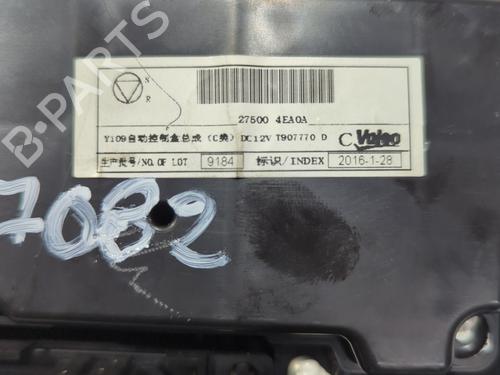 B-PARTS
N
R
27500 4EA0A
Y109自动控制盒总成 (C类) DC12V T907770 D
C Valeo
生产批号/NO.OF LOT 9184 标识/INDEX 2016-1-28
7082